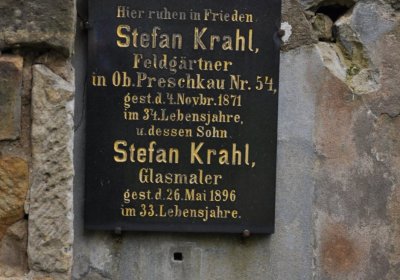 Hier ruhen in Frieden
Stefan Krahl,
Feldgärtner
in Ob. Preschkau Nr. 54,
gest. d. 4. Novbr. 1871
im 34. Lebensjahre,
u. dessen Sohn
Stefan Krahl,
Glasmaler
gest. d. 26. Mai 1896
im 33. Lebensjahre.